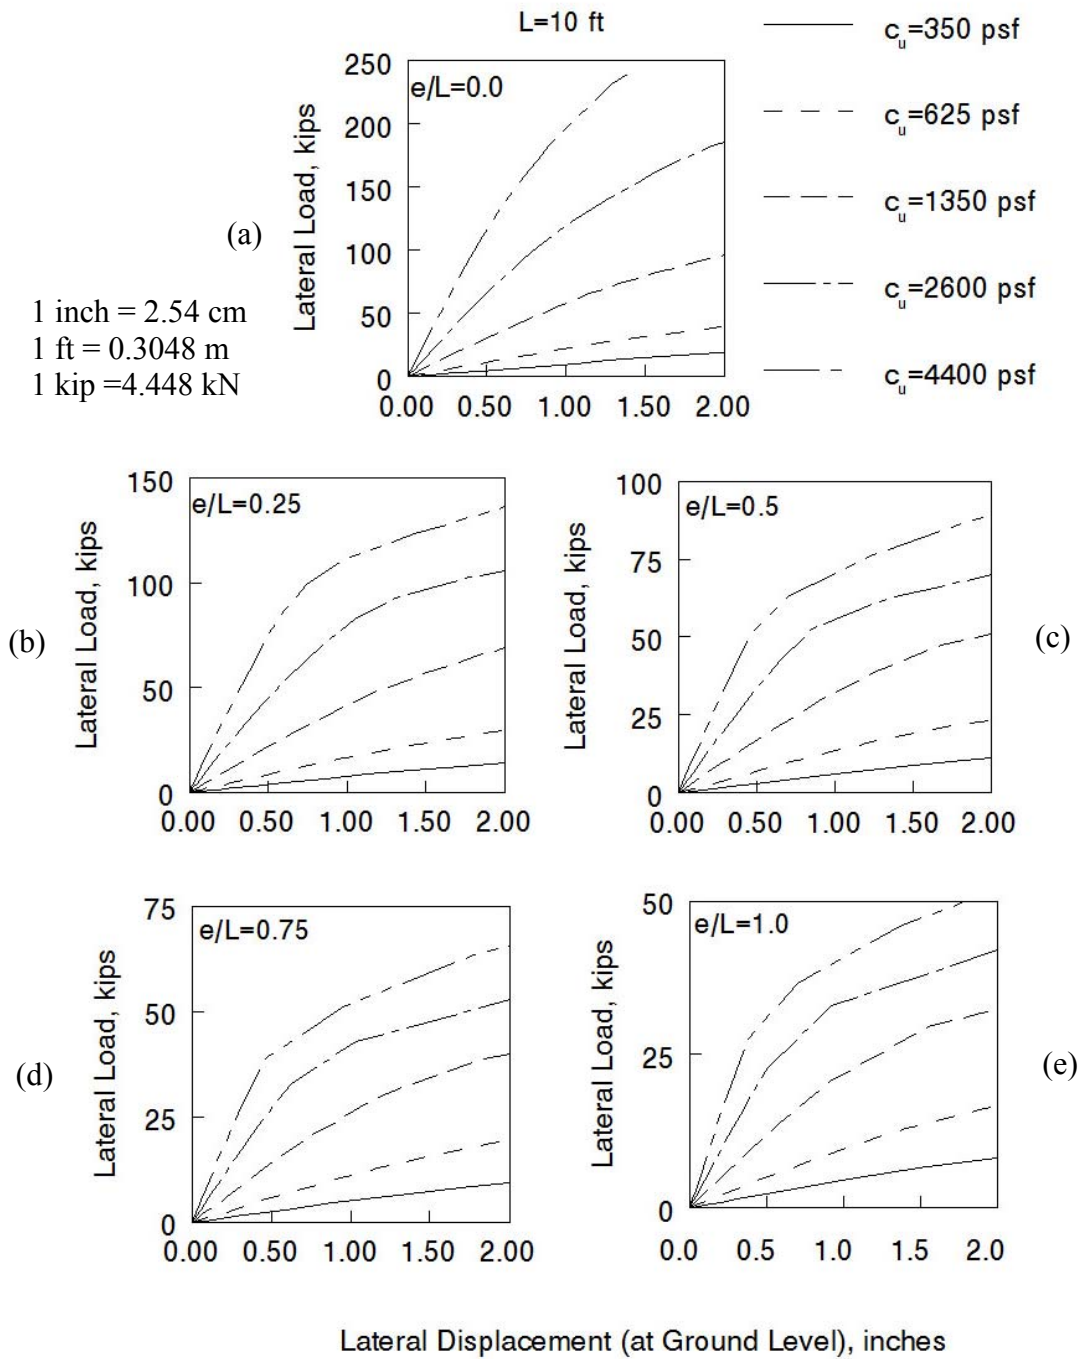 L=10 ft
c_u=350 psf
c_u=625 psf
c_u=1350 psf
c_u=2600 psf
c_u=4400 psf
(a)
Lateral Load, kips
e/L=0.0
250
200
150
100
50
0
0.00 0.50 1.00 1.50 2.00
1 inch = 2.54 cm
1 ft = 0.3048 m
1 kip =4.448 kN
(b)
Lateral Load, kips
e/L=0.25
150
100
50
0
0.00 0.50 1.00 1.50 2.00
Lateral Load, kips
e/L=0.5
100
75
50
25
0
0.00 0.50 1.00 1.50 2.00
(c)
(d)
Lateral Load, kips
e/L=0.75
75
50
25
0
0.00 0.50 1.00 1.50 2.00
Lateral Load, kips
e/L=1.0
50
25
0
0.0 0.5 1.0 1.5 2.0
(e)
Lateral Displacement (at Ground Level), inches